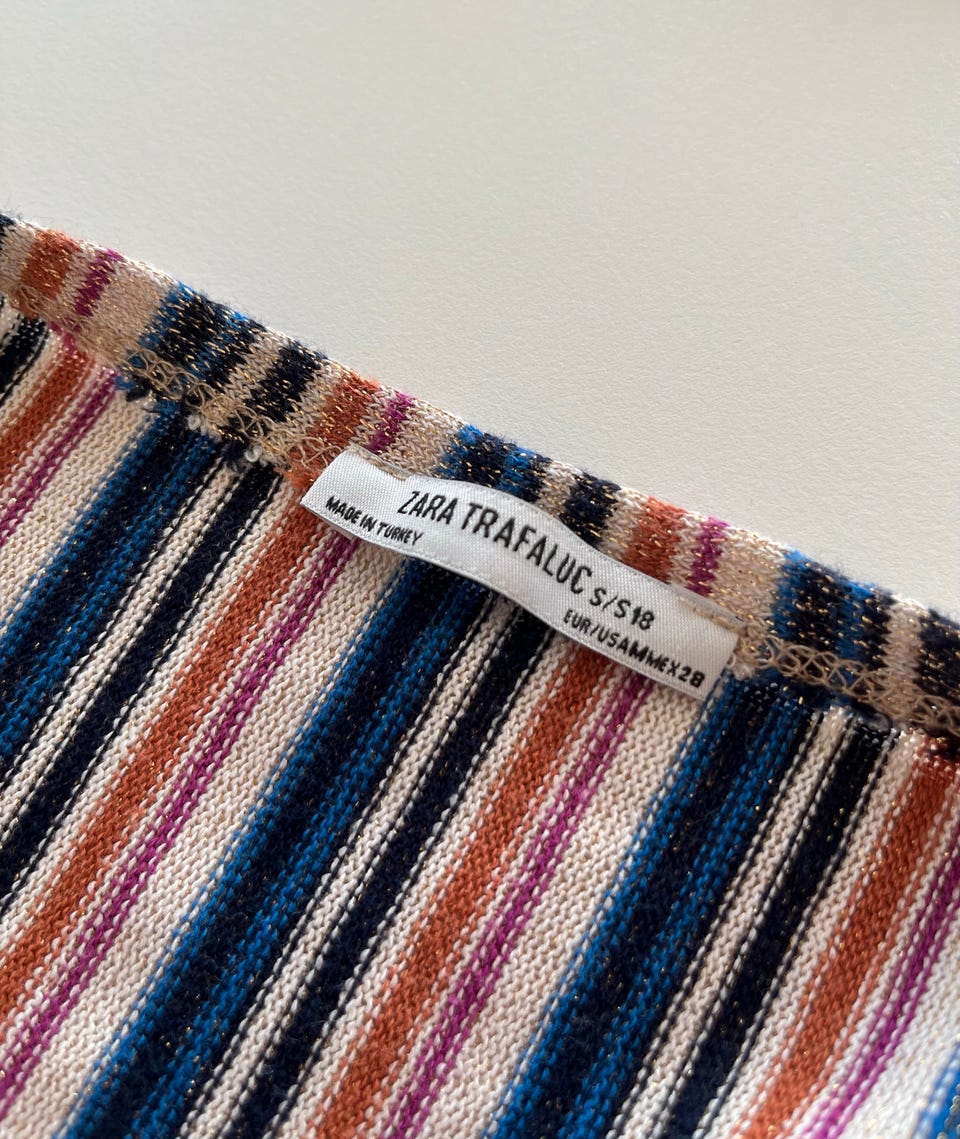 ZARA TRAFALUC S/S18
MADE IN TURKEY
EUR/USAMMEX28